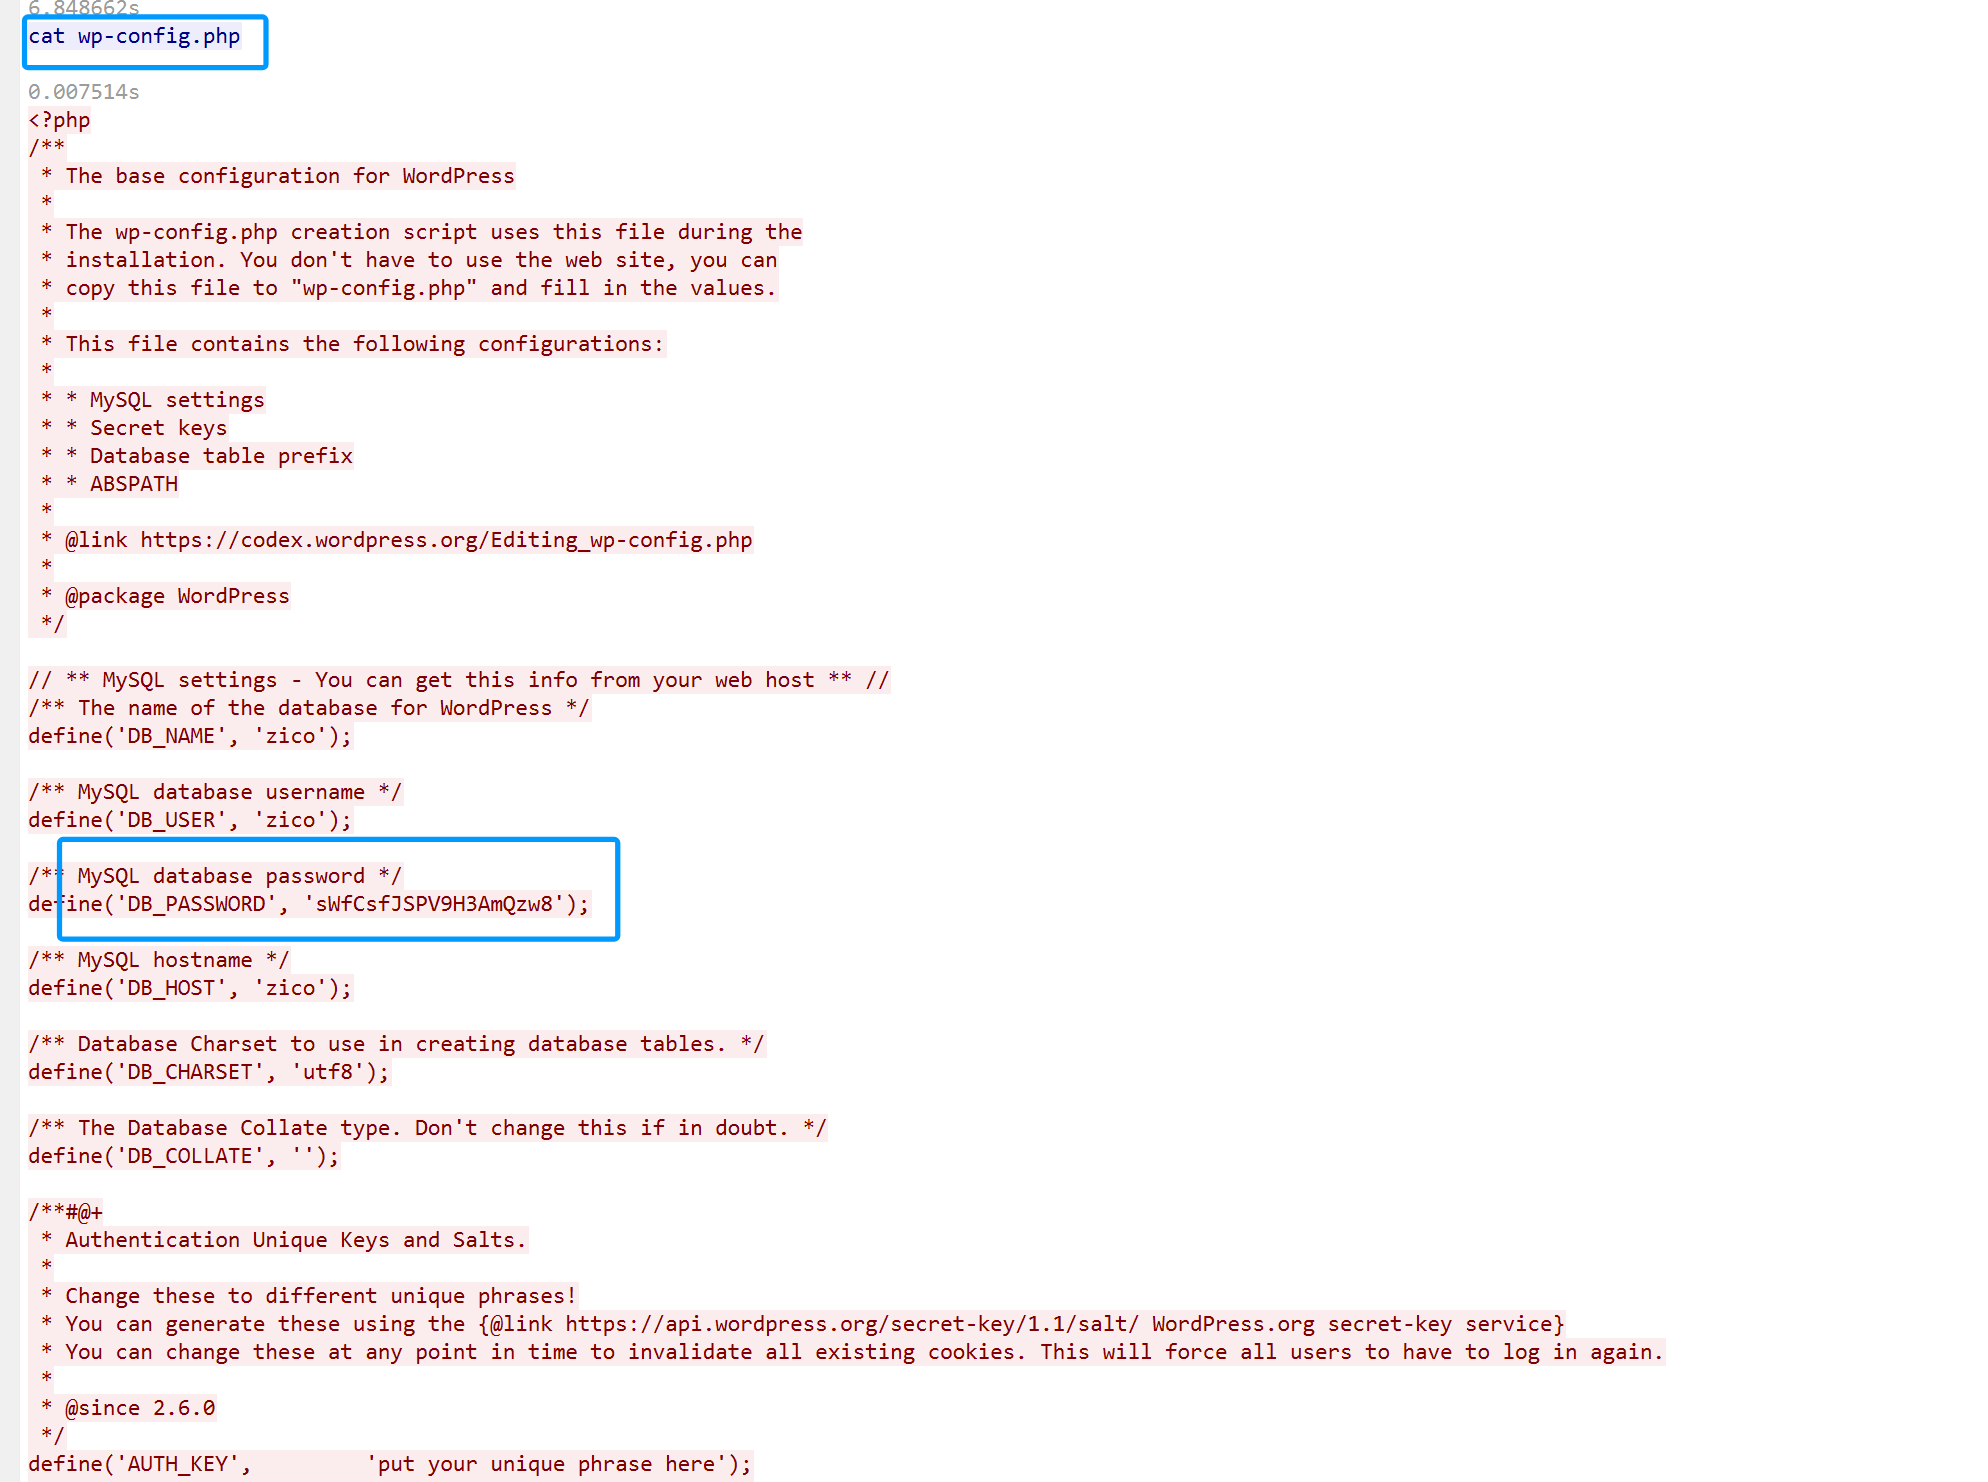 6.848662s
cat wp-config.php
0.007514s
<?php
/**
 * The base configuration for WordPress
 *
 * The wp-config.php creation script uses this file during the
 * installation. You don't have to use the web site, you can
 * copy this file to "wp-config.php" and fill in the values.
 *
 * This file contains the following configurations:
 *
 * * MySQL settings
 * * Secret keys
 * * Database table prefix
 * * ABSPATH
 *
 * @link https://codex.wordpress.org/Editing_wp-config.php
 *
 * @package WordPress
 */
// ** MySQL settings - You can get this info from your web host ** //
/** The name of the database for WordPress */
define('DB_NAME', 'zico');
/** MySQL database username */
define('DB_USER', 'zico');
/** MySQL database password */
define('DB_PASSWORD', 'sWfCsfJSPV9H3AmQzw8');
/** MySQL hostname */
define('DB_HOST', 'zico');
/** Database Charset to use in creating database tables. */
define('DB_CHARSET', 'utf8');
/** The Database Collate type. Don't change this if in doubt. */
define('DB_COLLATE', '');
/**#@+
 * Authentication Unique Keys and Salts.
 *
 * Change these to different unique phrases!
 * You can generate these using the {@link https://api.wordpress.org/secret-key/1.1/salt/ WordPress.org secret-key service}
 * You can change these at any point in time to invalidate all existing cookies. This will force all users to have to log in again.
 *
 * @since 2.6.0
 */
define('AUTH_KEY',         'put your unique phrase here');